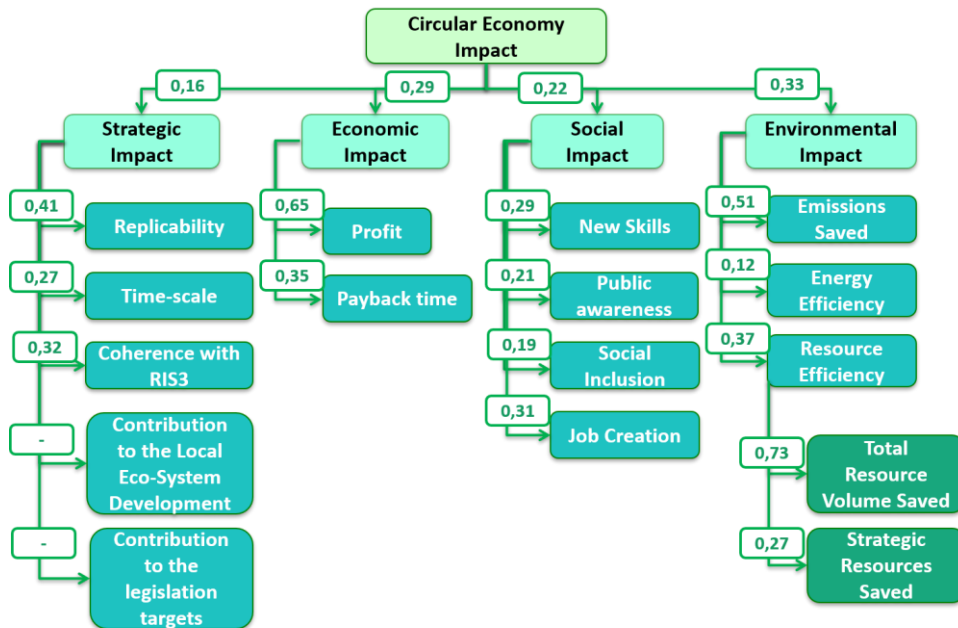 Circular Economy
Impact
0,16
0,29
0,22
0,33
Strategic
Impact
Economic
Impact
Social
Impact
Environmental
Impact
0,41
Replicability
0,27
Time-scale
0,32
Coherence with
RIS3
-
Contribution
to the Local
Eco-System
Development
-
Contribution
to the
legislation
targets
0,65
Profit
0,35
Payback time
0,29
New Skills
0,21
Public
awareness
0,19
Social
Inclusion
0,31
Job Creation
0,51
Emissions
Saved
0,12
Energy
Efficiency
0,37
Resource
Efficiency
0,73
Total
Resource
Volume Saved
0,27
Strategic
Resources
Saved